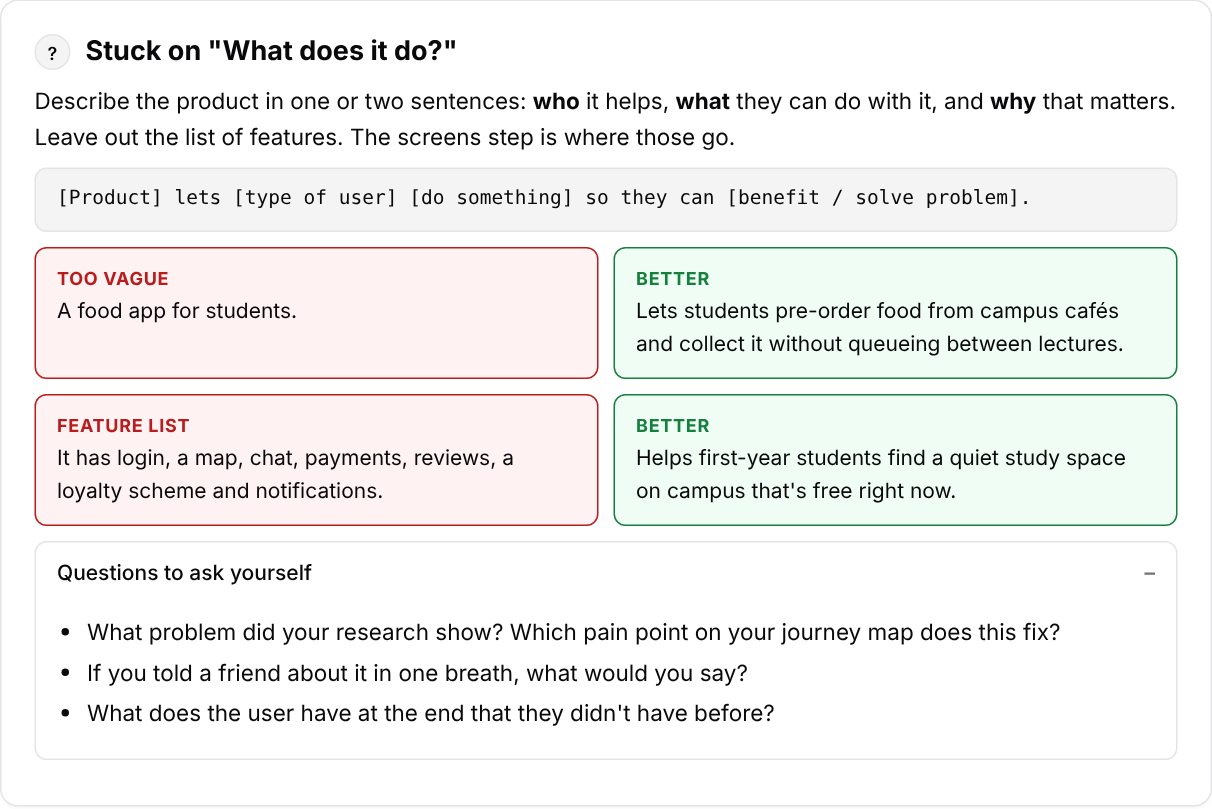 ?
Stuck on "What does it do?"
Describe the product in one or two sentences: who it helps, what they can do with it, and why that matters.
Leave out the list of features. The screens step is where those go.
[Product] lets [type of user] [do something] so they can [benefit / solve problem].
TOO VAGUE
A food app for students.
BETTER
Lets students pre-order food from campus cafés
and collect it without queueing between lectures.
FEATURE LIST
It has login, a map, chat, payments, reviews, a
loyalty scheme and notifications.
BETTER
Helps first-year students find a quiet study space
on campus that's free right now.
Questions to ask yourself
–
• What problem did your research show? Which pain point on your journey map does this fix?
• If you told a friend about it in one breath, what would you say?
• What does the user have at the end that they didn't have before?